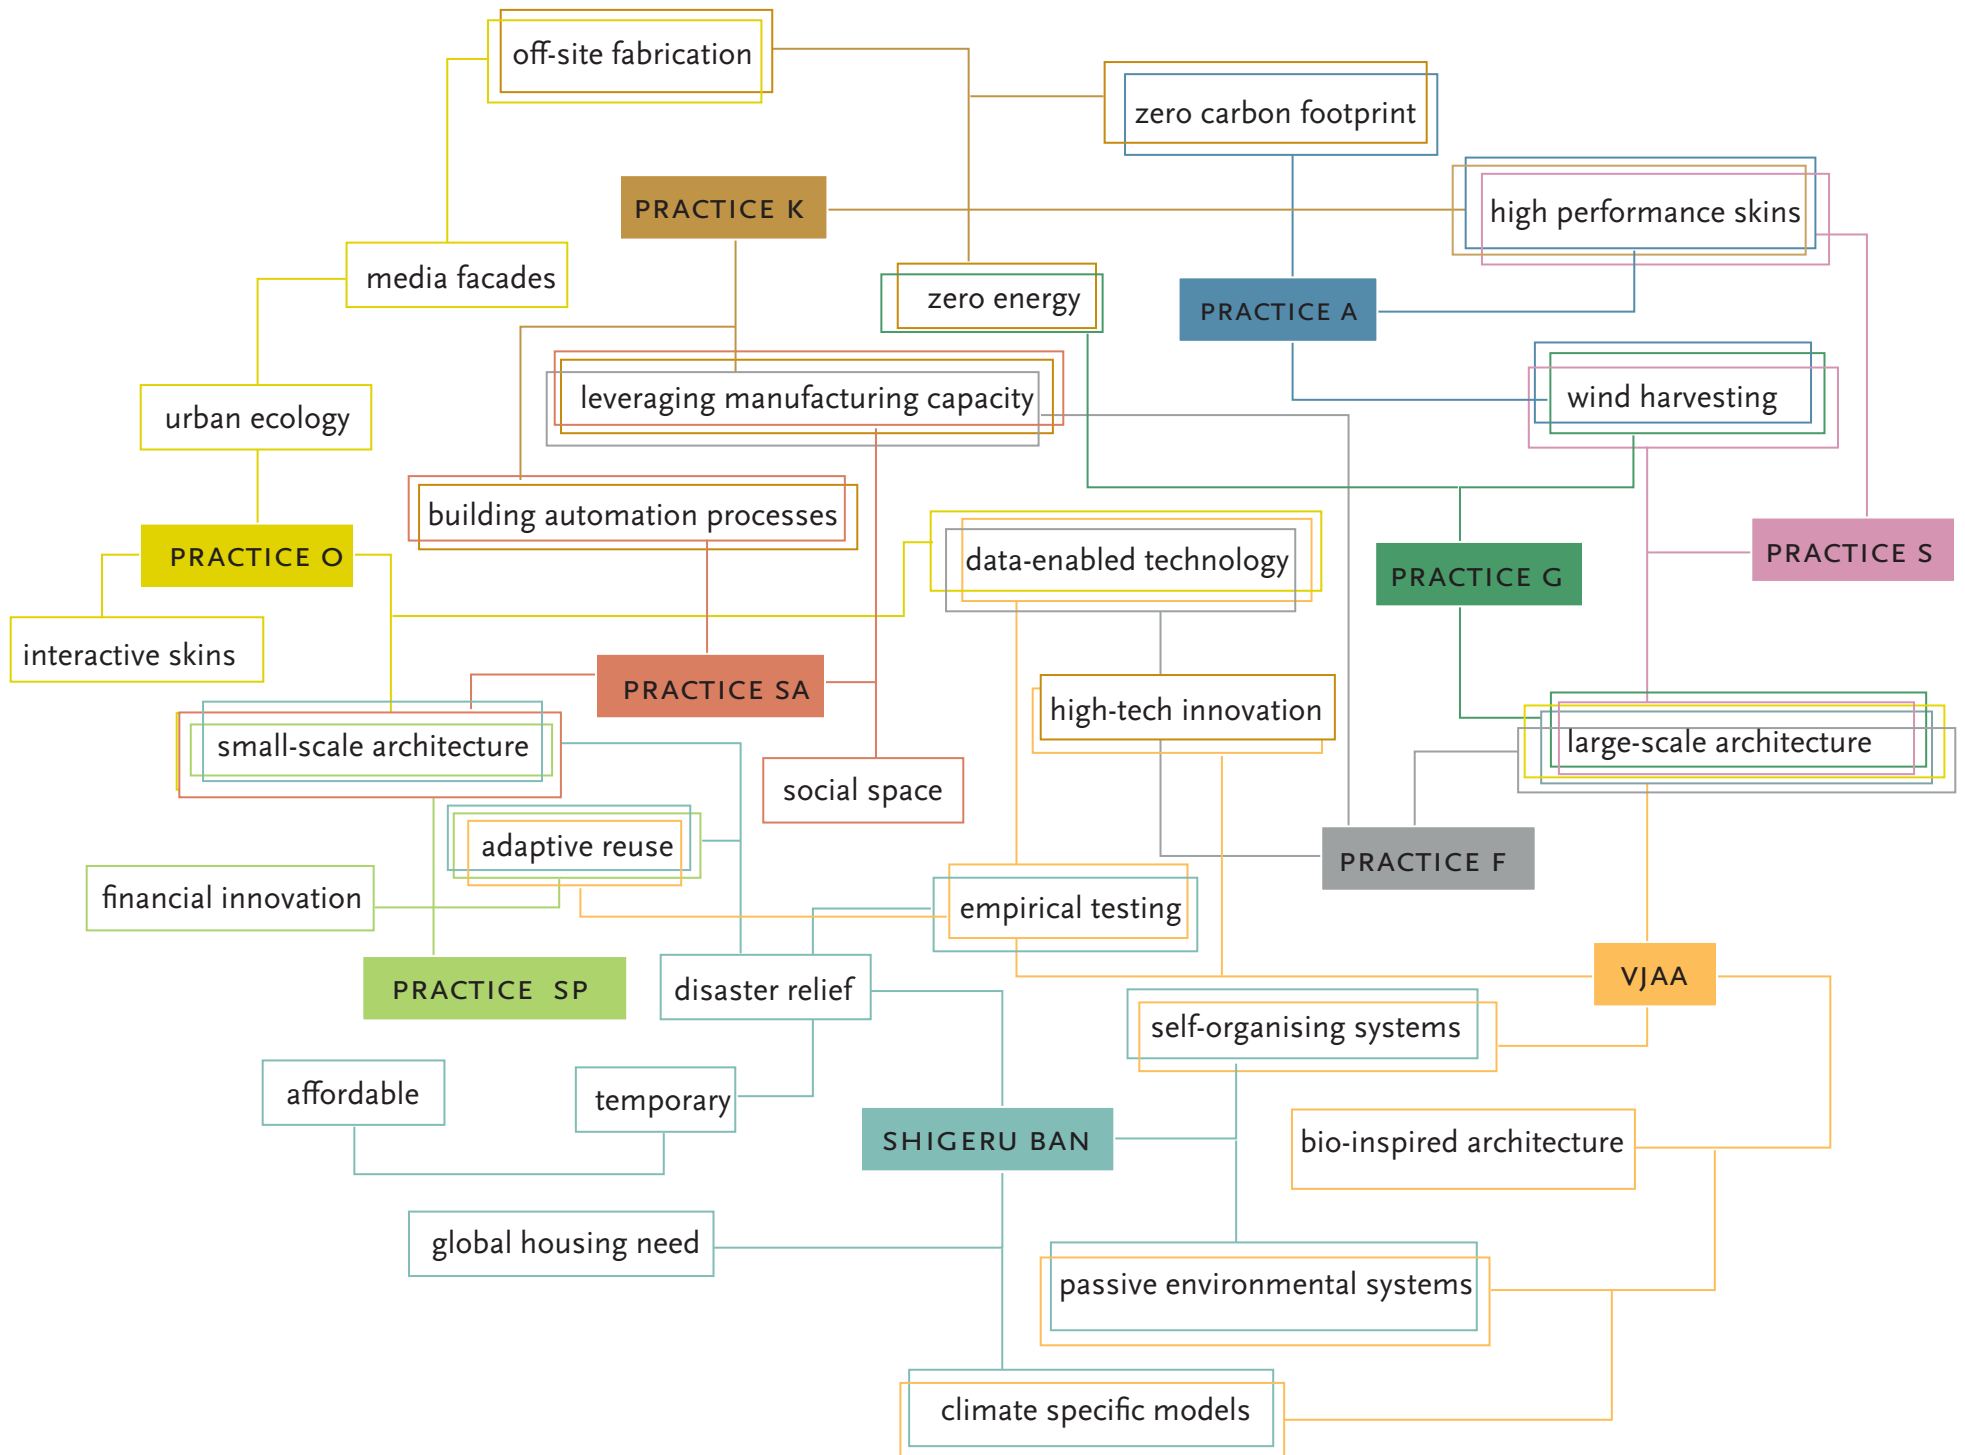 off-site fabrication
zero carbon footprint
PRACTICE K
high performance skins
media facades
zero energy
PRACTICE A
leveraging manufacturing capacity
wind harvesting
urban ecology
building automation processes
PRACTICE O
data-enabled technology
PRACTICE G
PRACTICE S
interactive skins
PRACTICE SA
high-tech innovation
small-scale architecture
large-scale architecture
social space
adaptive reuse
PRACTICE F
financial innovation
empirical testing
PRACTICE SP
disaster relief
VJAA
self-organising systems
affordable
temporary
SHIGERU BAN
bio-inspired architecture
global housing need
passive environmental systems
climate specific models